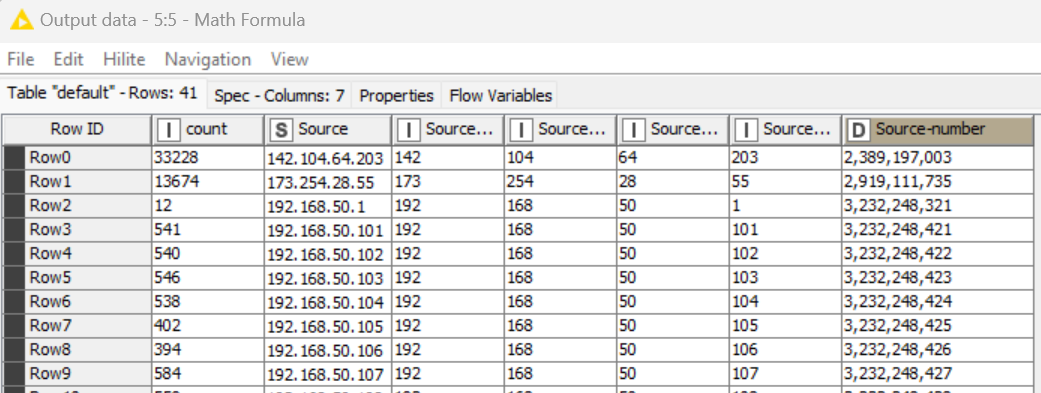 Output data - 5:5 - Math Formula
File Edit Hilite Navigation View
Table "default" - Rows: 41 Spec - Columns: 7 Properties Flow Variables
Row ID I count S Source I Source... I Source... I Source... I Source... D Source-number
Row0 33228 142.104.64.203 142 104 64 203 2,389,197,003
Row1 13674 173.254.28.55 173 254 28 55 2,919,111,735
Row2 12 192.168.50.1 192 168 50 1 3,232,248,321
Row3 541 192.168.50.101 192 168 50 101 3,232,248,421
Row4 540 192.168.50.102 192 168 50 102 3,232,248,422
Row5 546 192.168.50.103 192 168 50 103 3,232,248,423
Row6 538 192.168.50.104 192 168 50 104 3,232,248,424
Row7 402 192.168.50.105 192 168 50 105 3,232,248,425
Row8 394 192.168.50.106 192 168 50 106 3,232,248,426
Row9 584 192.168.50.107 192 168 50 107 3,232,248,427